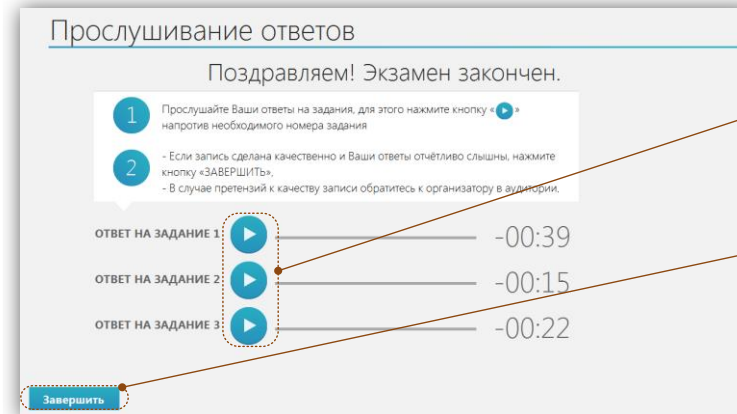 Прослушивание ответов
Поздравляем! Экзамен закончен.
1 Прослушайте Ваши ответы на задания, для этого нажмите кнопку « »
напротив необходимого номера задания
2 - Если запись сделана качественно и Ваши ответы отчётливо слышны, нажмите
кнопку «ЗАВЕРШИТЬ»,
- В случае претензий к качеству записи обратитесь к организатору в аудитории.
ОТВЕТ НА ЗАДАНИЕ 1 -00:39
ОТВЕТ НА ЗАДАНИЕ 2 -00:15
ОТВЕТ НА ЗАДАНИЕ 3 -00:22
Завершить